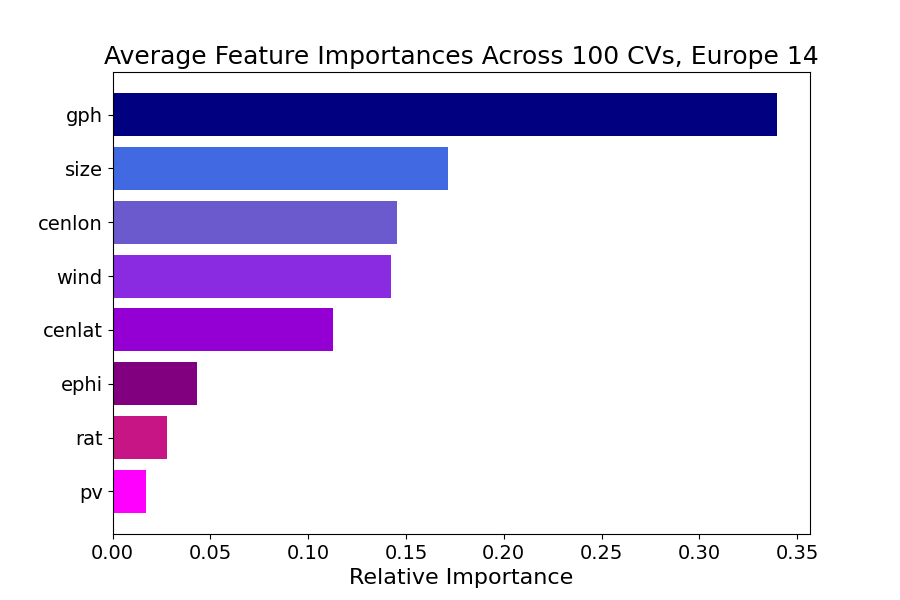 Average Feature Importances Across 100 CVs, Europe 14
gph
size
cenlon
wind
cenlat
ephi
rat
pv
0.00 0.05 0.10 0.15 0.20 0.25 0.30 0.35
Relative Importance